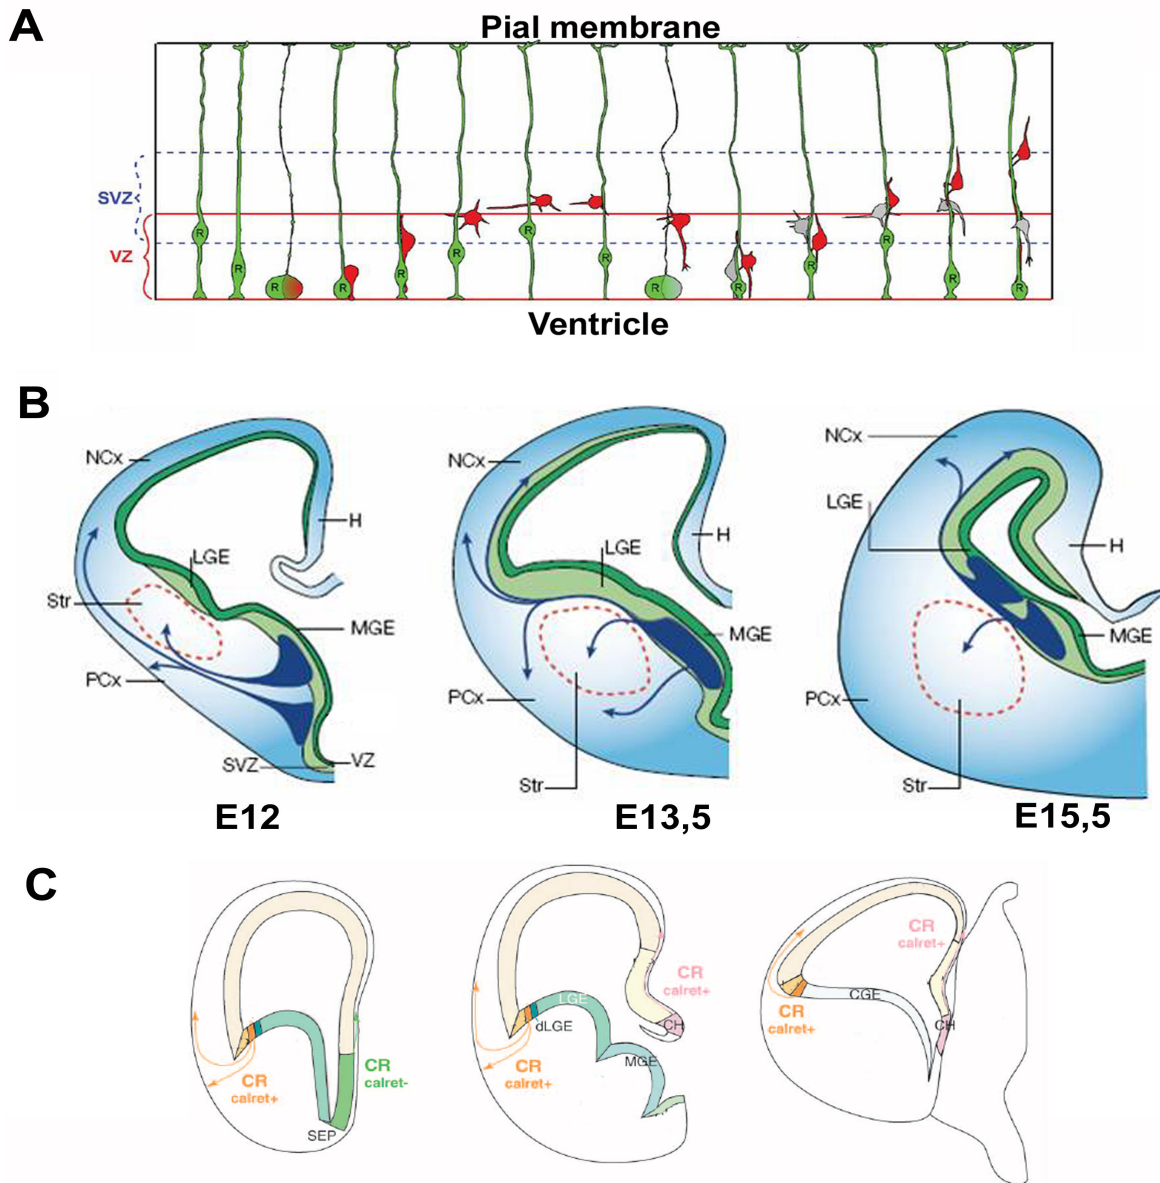 A
Pial membrane
SVZ
VZ
R
R
R
R
R
R
R
R
R
R
R
R
R
R
Ventricle
B
NCx
H
LGE
Str
MGE
PCx
SVZ
VZ
E12
NCx
LGE
H
MGE
PCx
Str
E13,5
NCx
LGE
H
MGE
PCx
Str
E15,5
C
CR
calret+
CR
calret-
SEP
LGE
dLGE
MGE
CR
calret+
CH
CR
calret+
CR
calret+
CGE
CR
calret+
CH